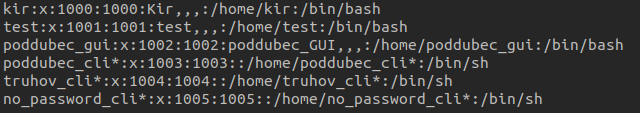 kir:x:1000:1000:Kir,,,:/home/kir:/bin/bash
test:x:1001:1001:test,,,:/home/test:/bin/bash
poddubec_gui:x:1002:1002:poddubec_GUI,,,:/home/poddubec_gui:/bin/bash
poddubec_cli*:x:1003:1003::/home/poddubec_cli*:/bin/sh
truhov_cli*:x:1004:1004::/home/truhov_cli*:/bin/sh
no_password_cli*:x:1005:1005::/home/no_password_cli*:/bin/sh